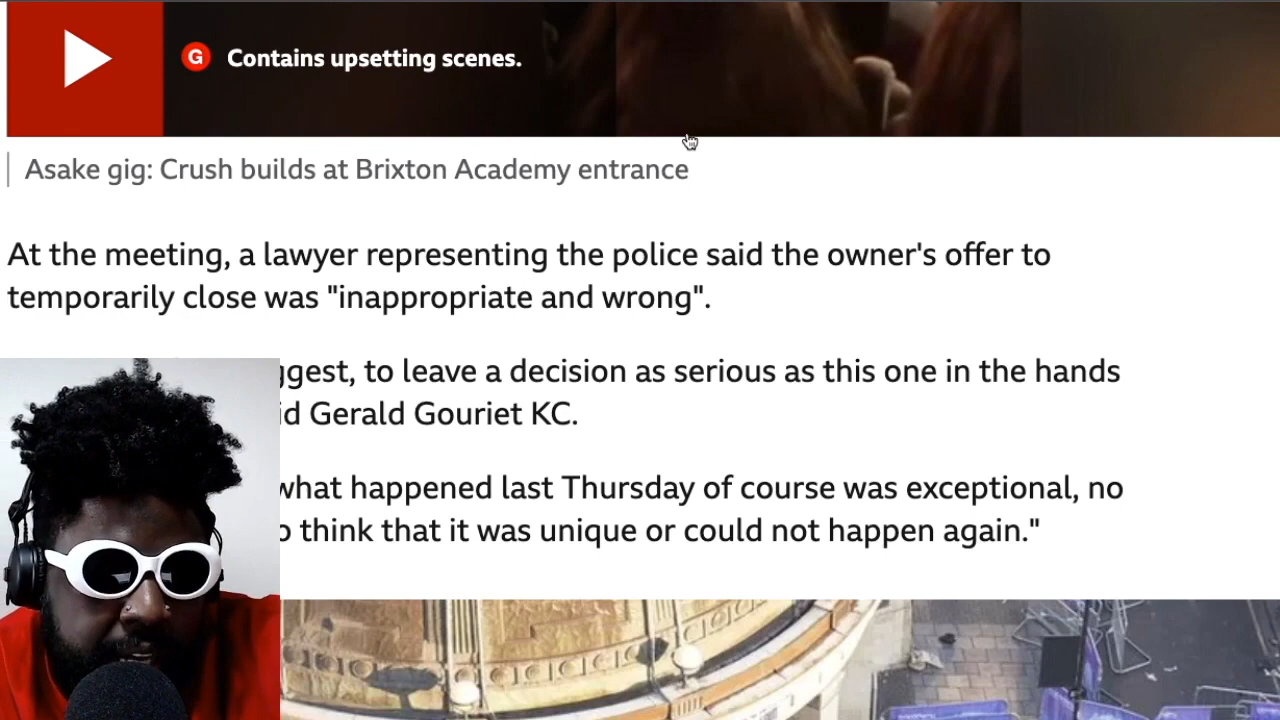 G Contains upsetting scenes.
Asake gig: Crush builds at Brixton Academy entrance
At the meeting, a lawyer representing the police said the owner's offer to
temporarily close was "inappropriate and wrong".
to leave a decision as serious as this one in the hands
Gerald Gouriet KC.
what happened last Thursday of course was exceptional, no
think that it was unique or could not happen again."